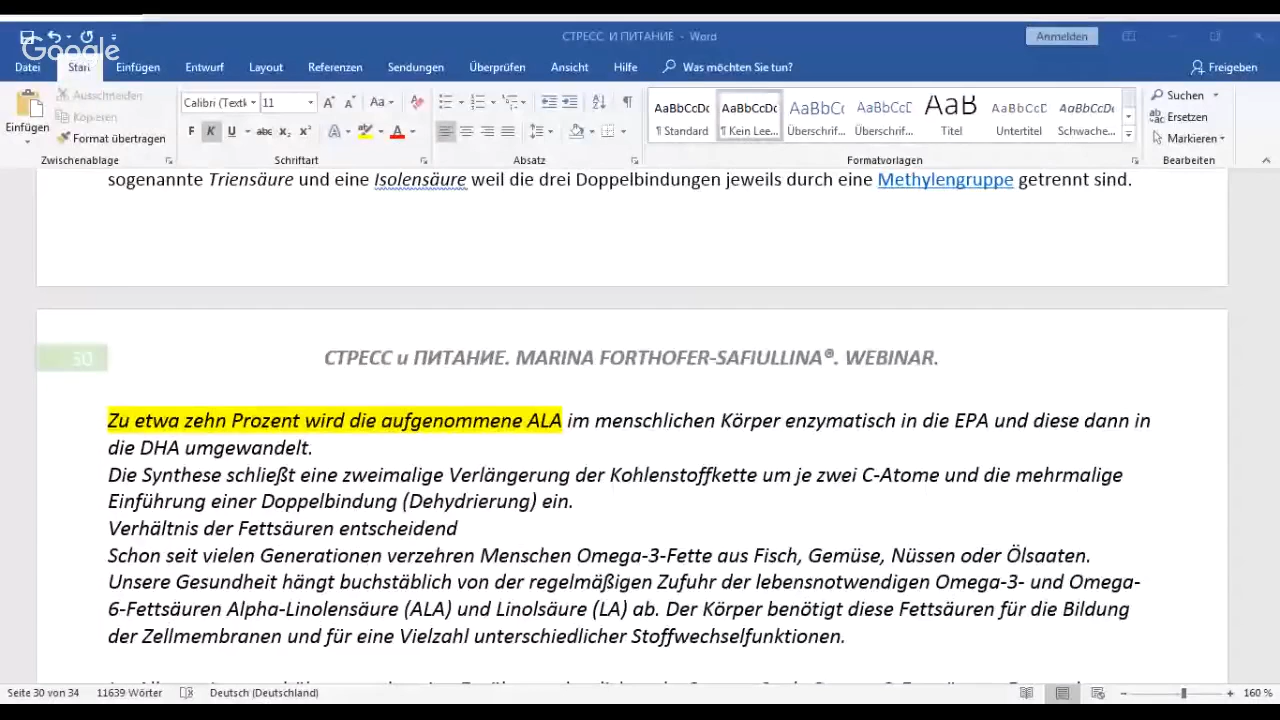 Google
СТРЕСС И ПИТАНИЕ - Word
Anmelden
Datei Start Einfügen Entwurf Layout Referenzen Sendungen Überprüfen Ansicht Hilfe Was möchten Sie tun? Freigeben
Einfügen
Ausschneiden
Kopieren
Format übertragen
Zwischenablage
Calibri (Textk 11
Schriftart
Absatz
AaBbCcDc AaBbCcDc AaBbCc AaBbCcD AaB AaBbCcD AaBbCcDc
¶ Standard ¶ Kein Lee... Überschrif... Überschrif... Titel Untertitel Schwache...
Formatvorlagen
Suchen
Ersetzen
Markieren
Bearbeiten
sogenannte Triensäure und eine Isolensäure weil die drei Doppelbindungen jeweils durch eine Methylengruppe getrennt sind.
30
СТРЕСС и ПИТАНИЕ. MARINA FORTHOFER-SAFIULLINA®. WEBINAR.
Zu etwa zehn Prozent wird die aufgenommene ALA im menschlichen Körper enzymatisch in die EPA und diese dann in
die DHA umgewandelt.
Die Synthese schließt eine zweimalige Verlängerung der Kohlenstoffkette um je zwei C-Atome und die mehrmalige
Einführung einer Doppelbindung (Dehydrierung) ein.
Verhältnis der Fettsäuren entscheidend
Schon seit vielen Generationen verzehren Menschen Omega-3-Fette aus Fisch, Gemüse, Nüssen oder Ölsaaten.
Unsere Gesundheit hängt buchstäblich von der regelmäßigen Zufuhr der lebensnotwendigen Omega-3- und Omega-
6-Fettsäuren Alpha-Linolensäure (ALA) und Linolsäure (LA) ab. Der Körper benötigt diese Fettsäuren für die Bildung
der Zellmembranen und für eine Vielzahl unterschiedlicher Stoffwechselfunktionen.
Seite 30 von 34 11639 Wörter Deutsch (Deutschland) 160 %